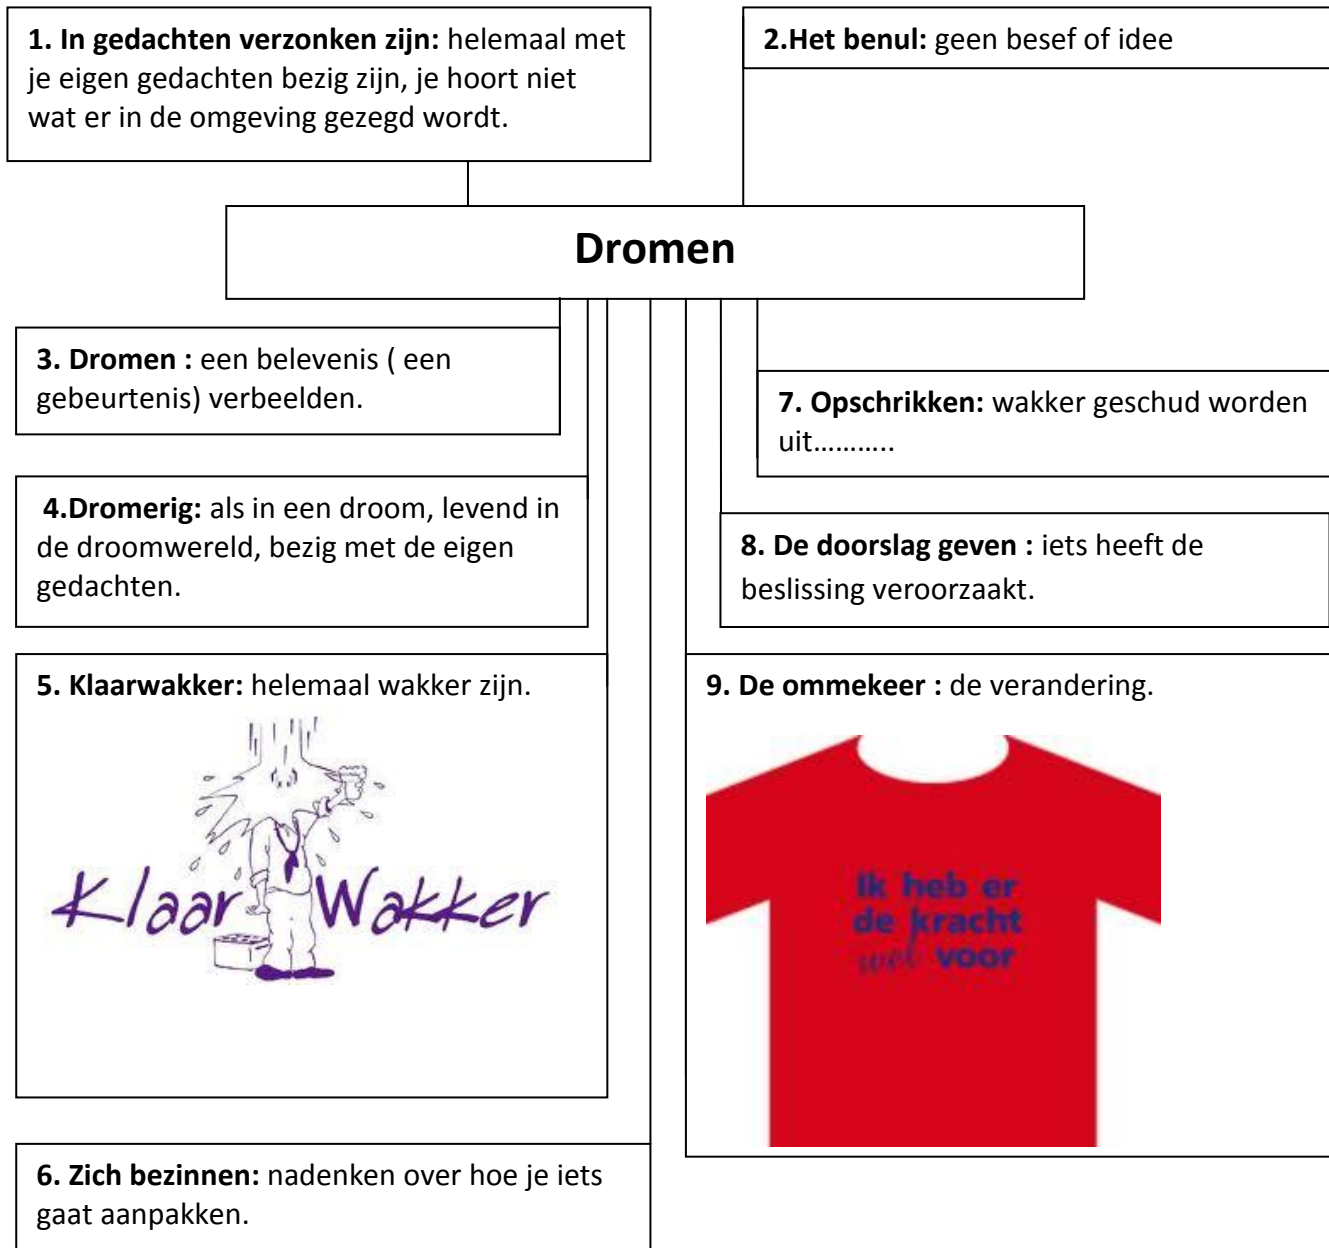 1. In gedachten verzonken zijn: helemaal met
je eigen gedachten bezig zijn, je hoort niet
wat er in de omgeving gezegd wordt.
2.Het benul: geen besef of idee
Dromen
3. Dromen : een belevenis ( een
gebeurtenis) verbeelden.
4.Dromerig: als in een droom, levend in
de droomwereld, bezig met de eigen
gedachten.
5. Klaarwakker: helemaal wakker zijn.
Klaar Wakker
6. Zich bezinnen: nadenken over hoe je iets
gaat aanpakken.
7. Opschrikken: wakker geschud worden
uit………..
8. De doorslag geven : iets heeft de
beslissing veroorzaakt.
9. De ommekeer : de verandering.
Ik heb er
de kracht
wel voor